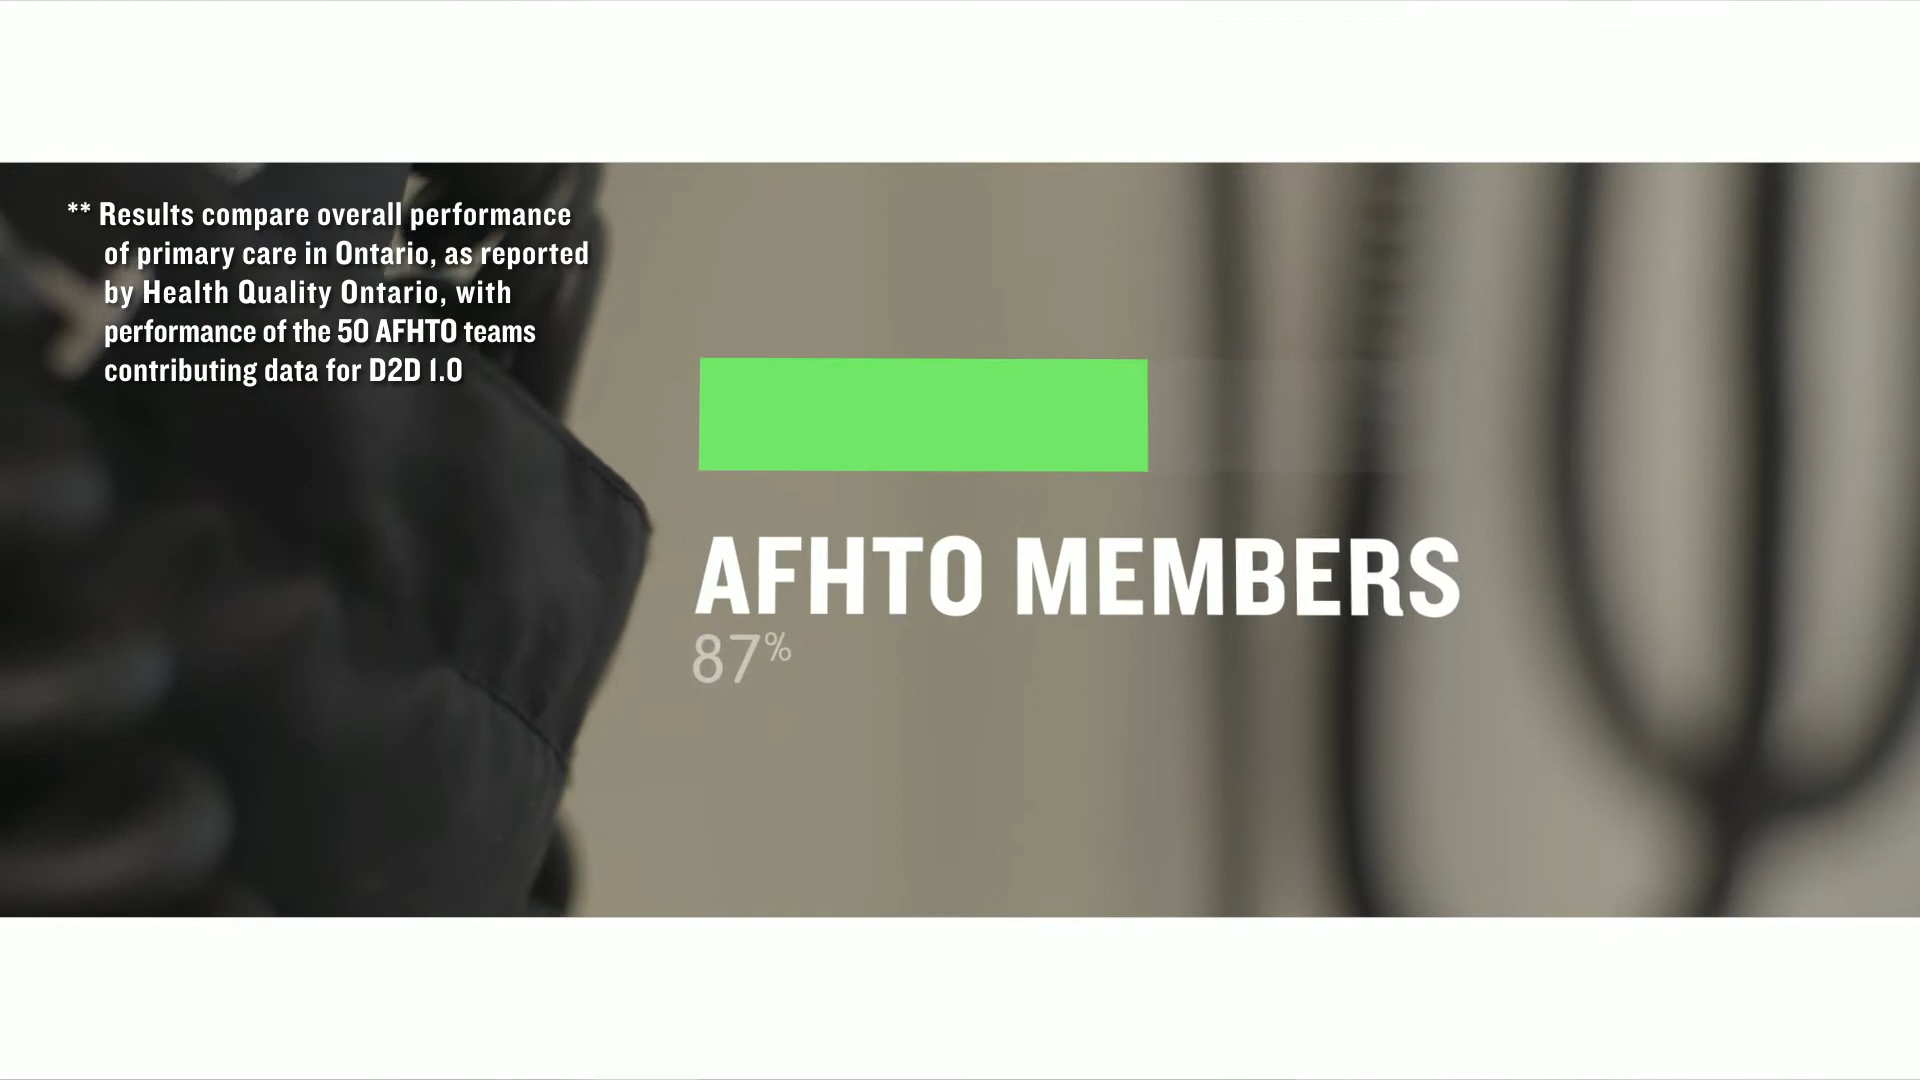 ** Results compare overall performance
of primary care in Ontario, as reported
by Health Quality Ontario, with
performance of the 50 AFHTO teams
contributing data for D2D 1.0
AFHTO MEMBERS
87%